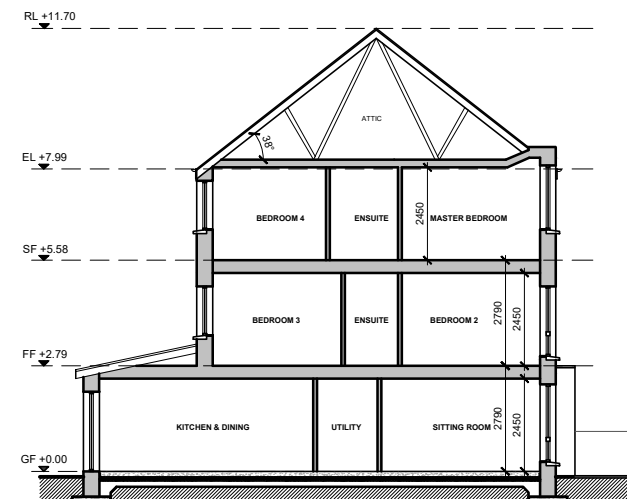 RL +11.70
ATTIC
38°
EL +7.99
BEDROOM 4
ENSUITE
MASTER BEDROOM
2450
SF +5.58
BEDROOM 3
ENSUITE
BEDROOM 2
2790
2450
FF +2.79
KITCHEN & DINING
UTILITY
SITTING ROOM
2790
2450
GF +0.00